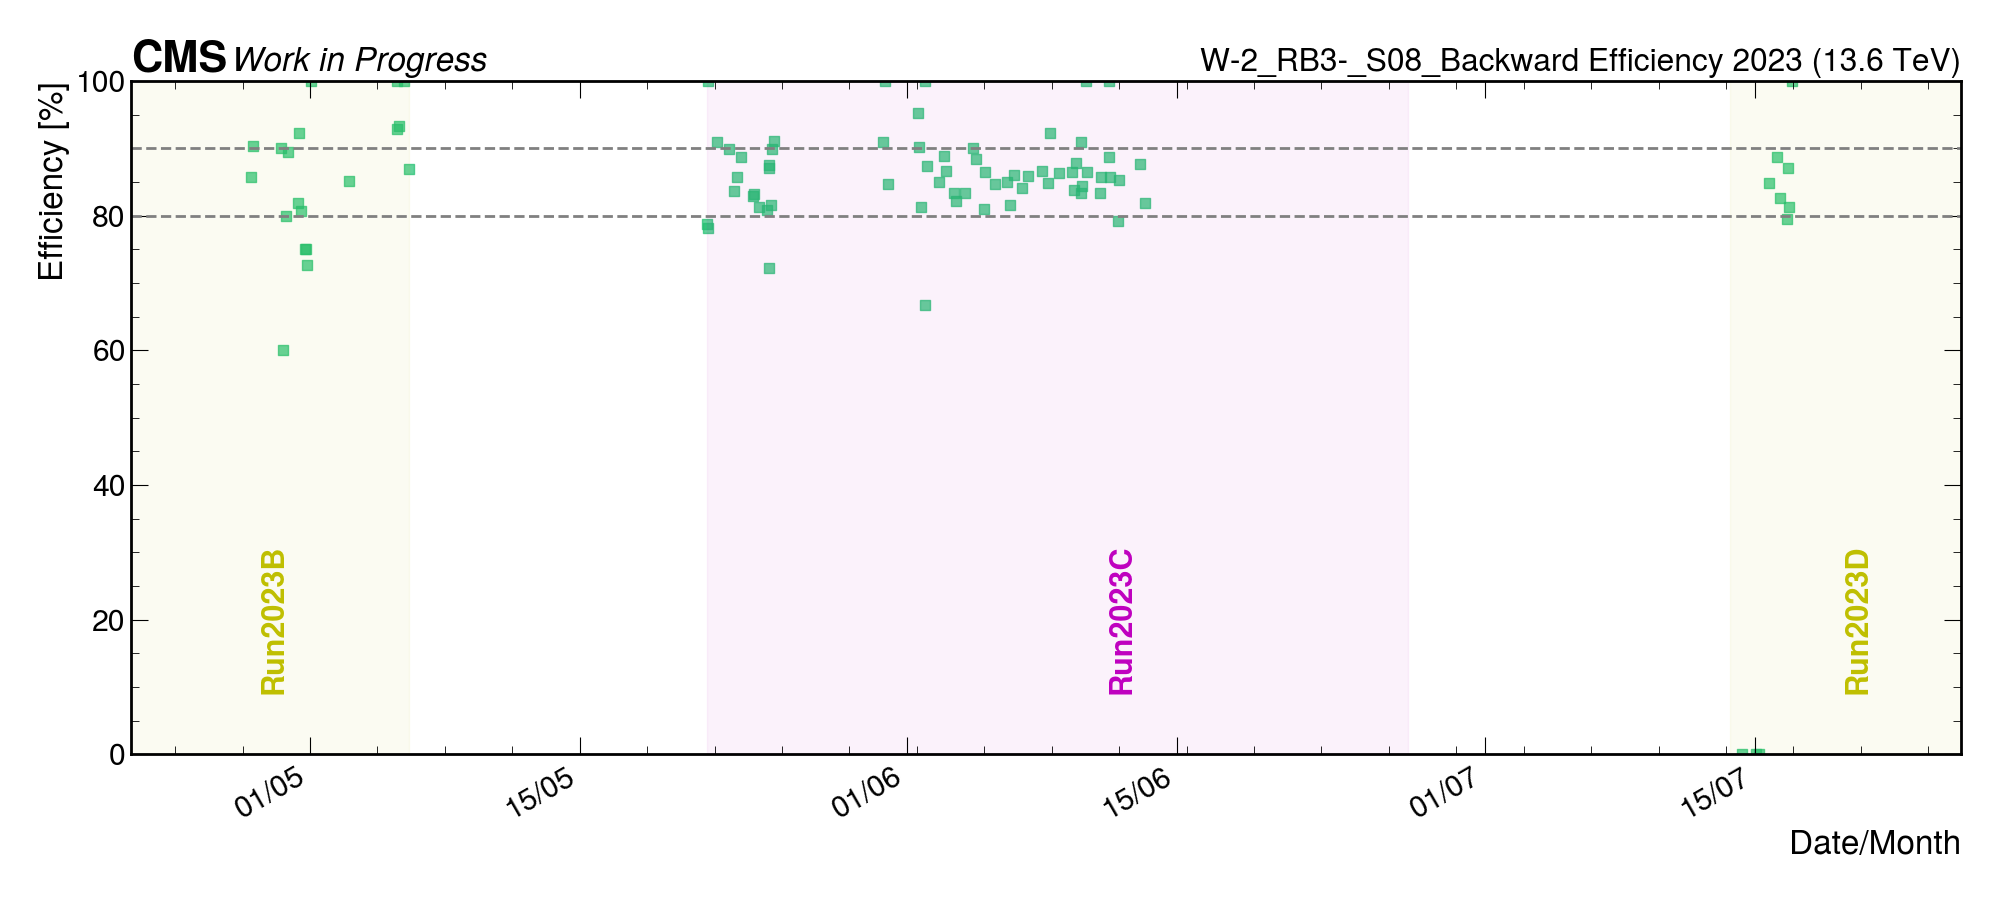 CMS Work in Progress
W-2_RB3-_S08_Backward Efficiency 2023 (13.6 TeV)
Efficiency [%]
100
80
60
40
20
0
Run2023B
Run2023C
Run2023D
01/05
15/05
01/06
15/06
01/07
15/07
Date/Month